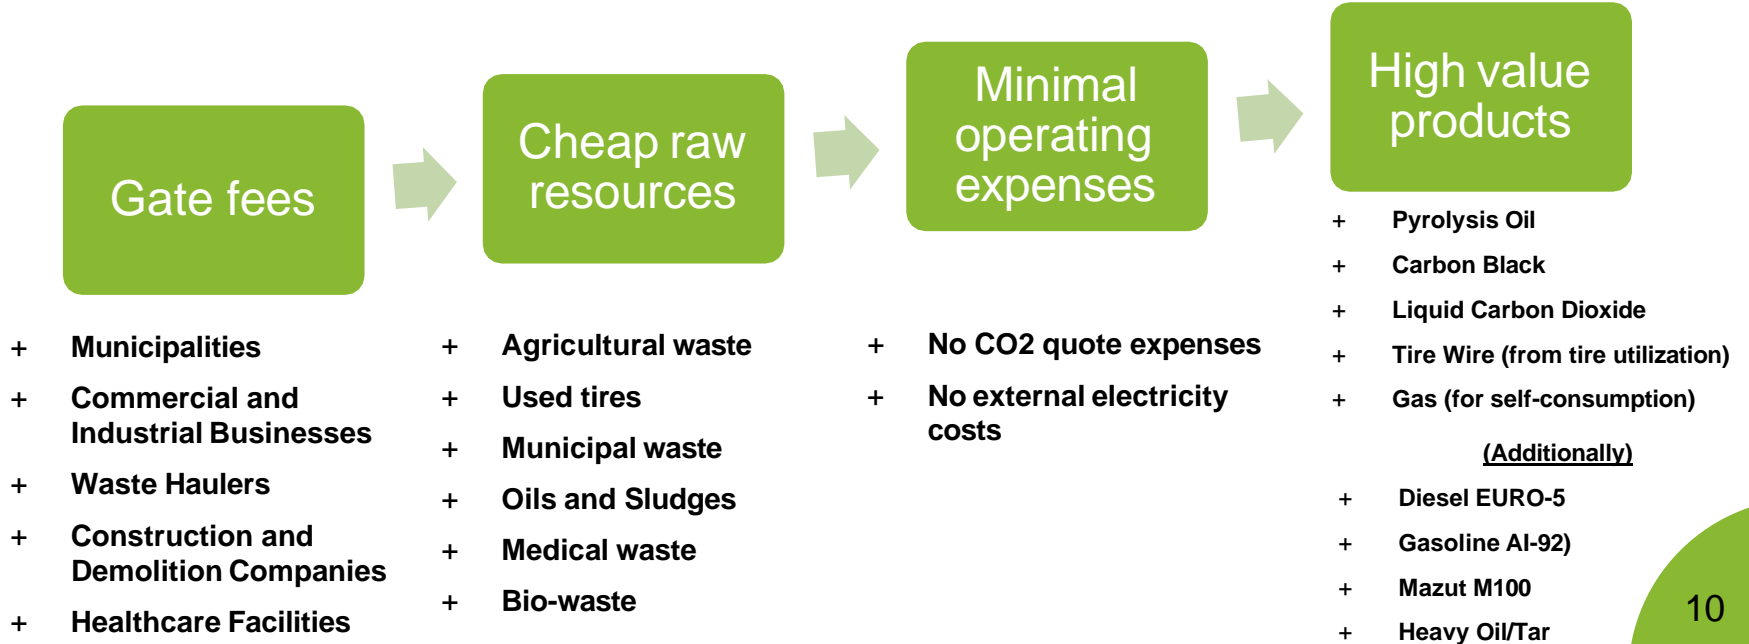 Gate fees
+ Municipalities
+ Commercial and
Industrial Businesses
+ Waste Haulers
+ Construction and
Demolition Companies
+ Healthcare Facilities
Cheap raw
resources
+ Agricultural waste
+ Used tires
+ Municipal waste
+ Oils and Sludges
+ Medical waste
+ Bio-waste
Minimal
operating
expenses
+ No CO2 quote expenses
+ No external electricity
costs
High value
products
+ Pyrolysis Oil
+ Carbon Black
+ Liquid Carbon Dioxide
+ Tire Wire (from tire utilization)
+ Gas (for self-consumption)
(Additionally)
+ Diesel EURO-5
+ Gasoline AI-92)
+ Mazut M100
+ Heavy Oil/Tar
10